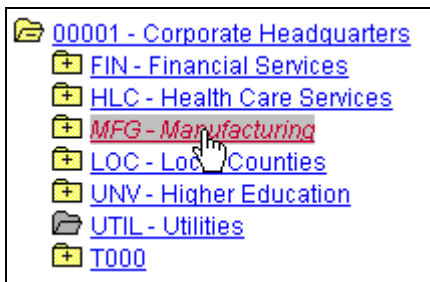 00001 - Corporate Headquarters
FIN - Financial Services
HLC - Health Care Services
MFG - Manufacturing
LOC - Local Counties
UNV - Higher Education
UTIL - Utilities
T000